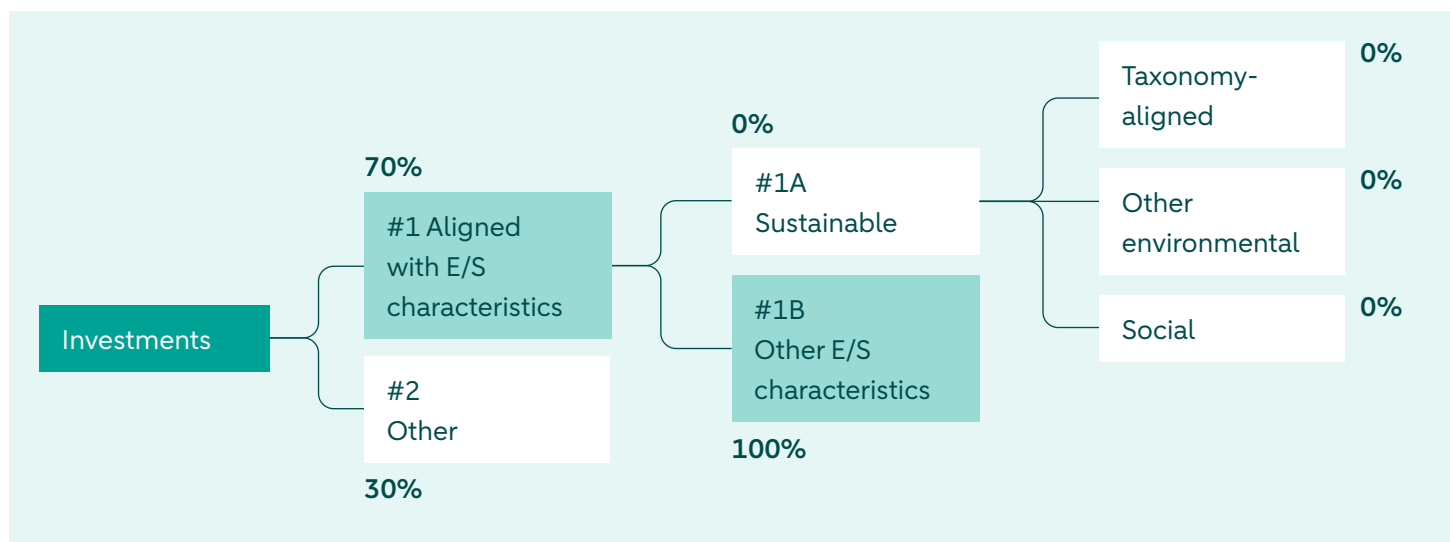 Investments
70%
#1 Aligned
with E/S
characteristics
#2
Other
30%
0%
#1A
Sustainable
#1B
Other E/S
characteristics
100%
Taxonomy-
aligned
0%
Other
environmental
0%
Social
0%